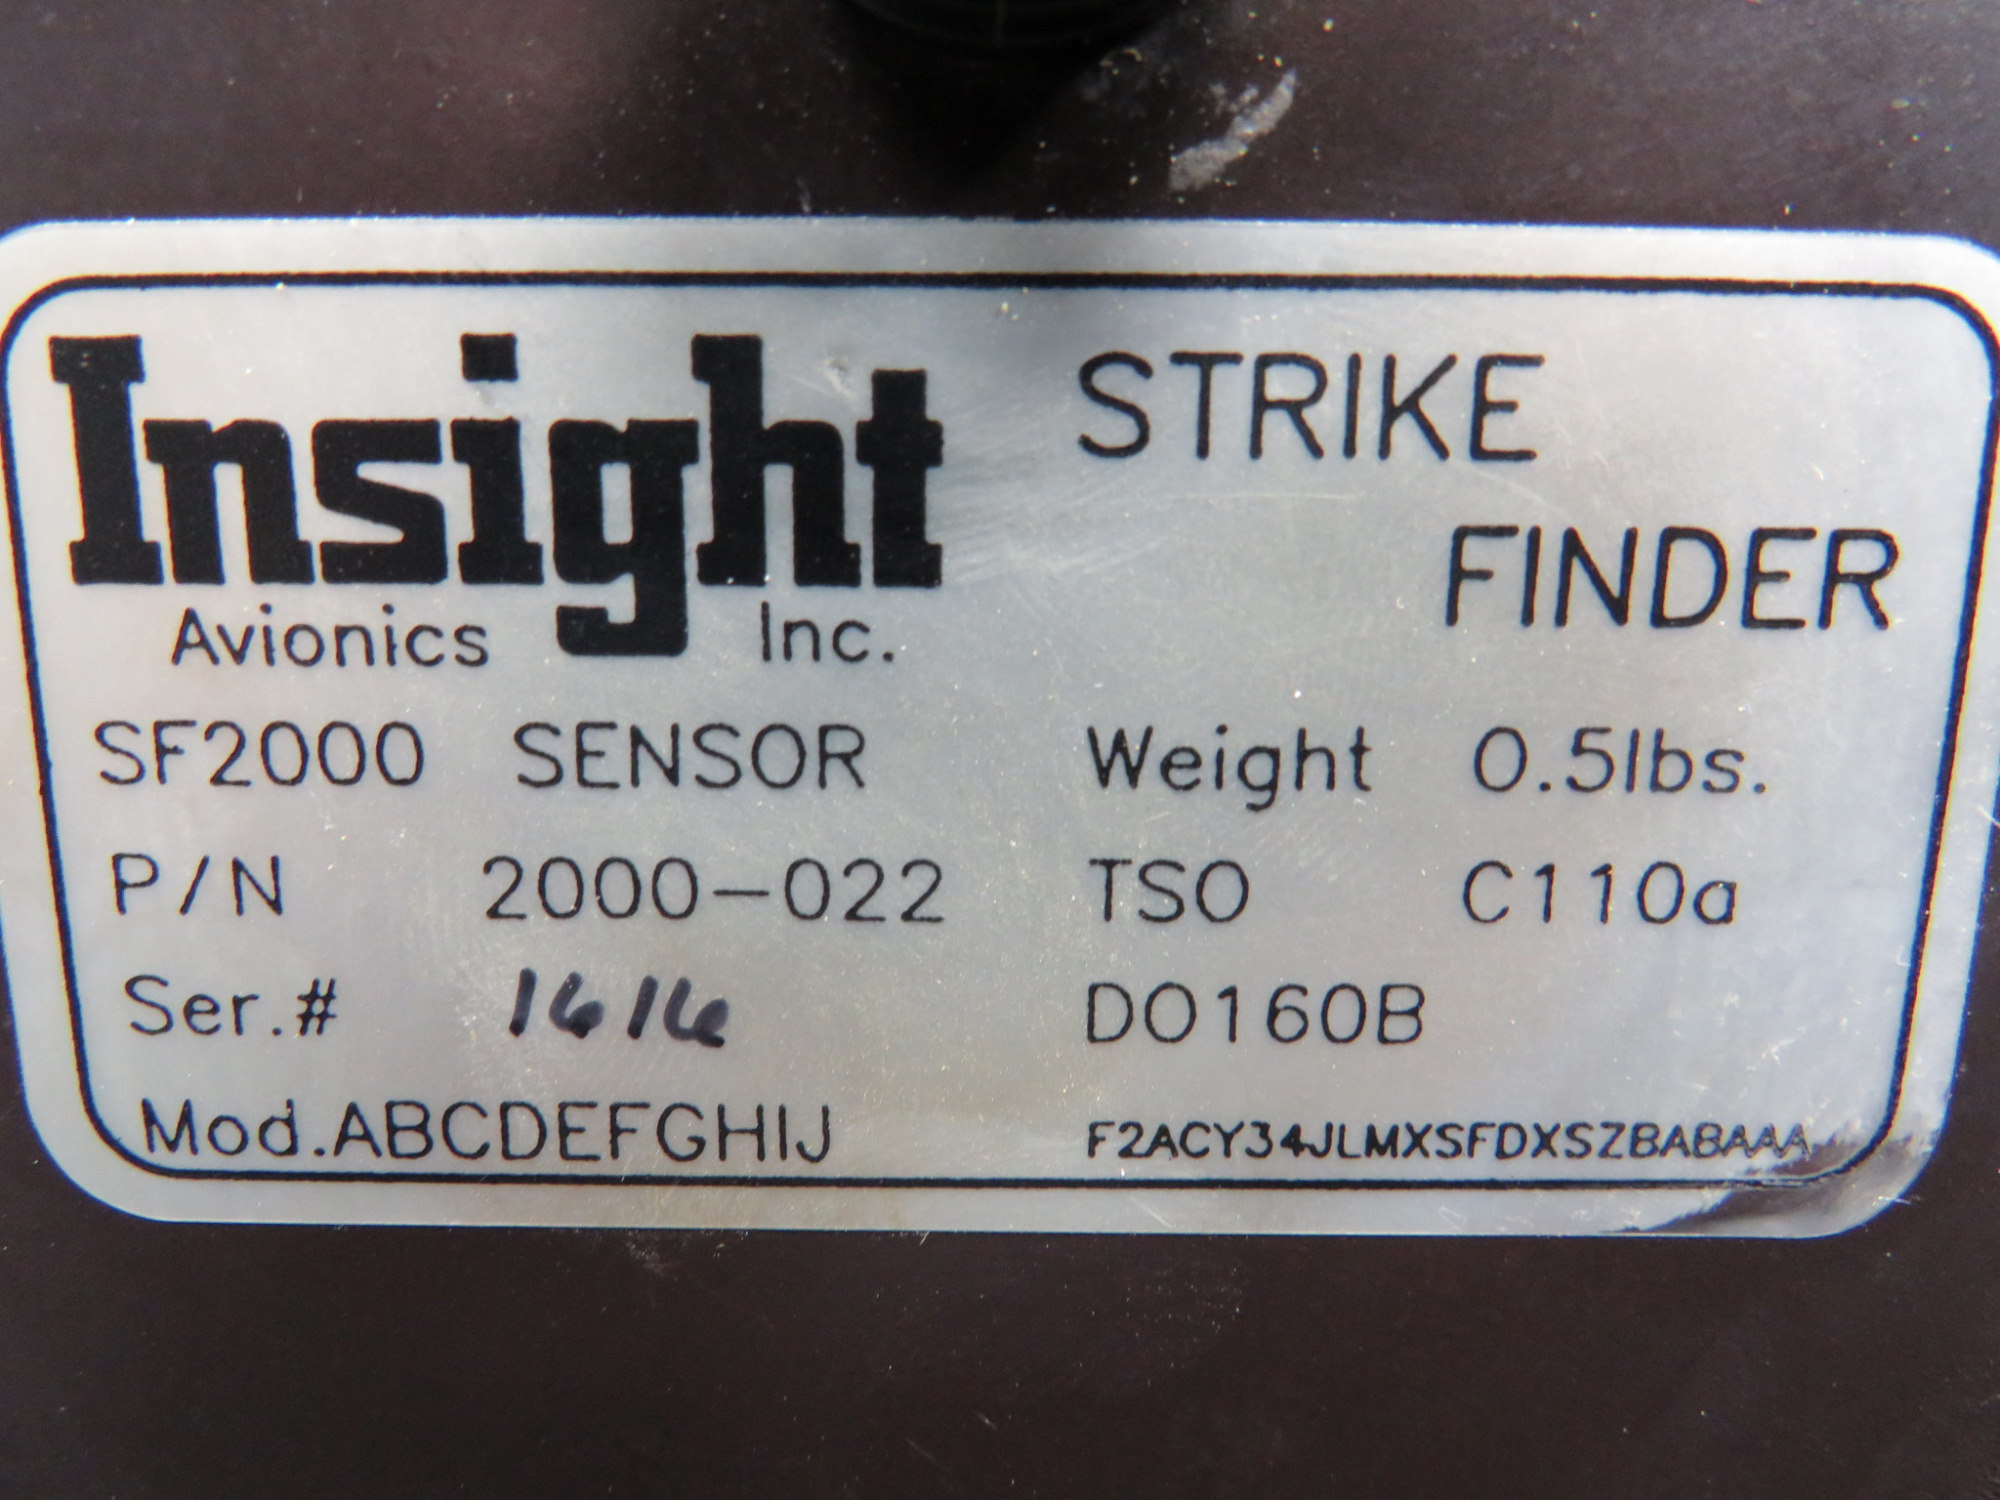 Insight STRIKE
FINDER
Avionics Inc.
SF2000 SENSOR Weight 0.5lbs.
P/N 2000-022 TSO C110a
Ser.# 1616 DO160B
Mod.ABCDEFGHIJ F2ACY34JLMXSFDXSZBABAAA